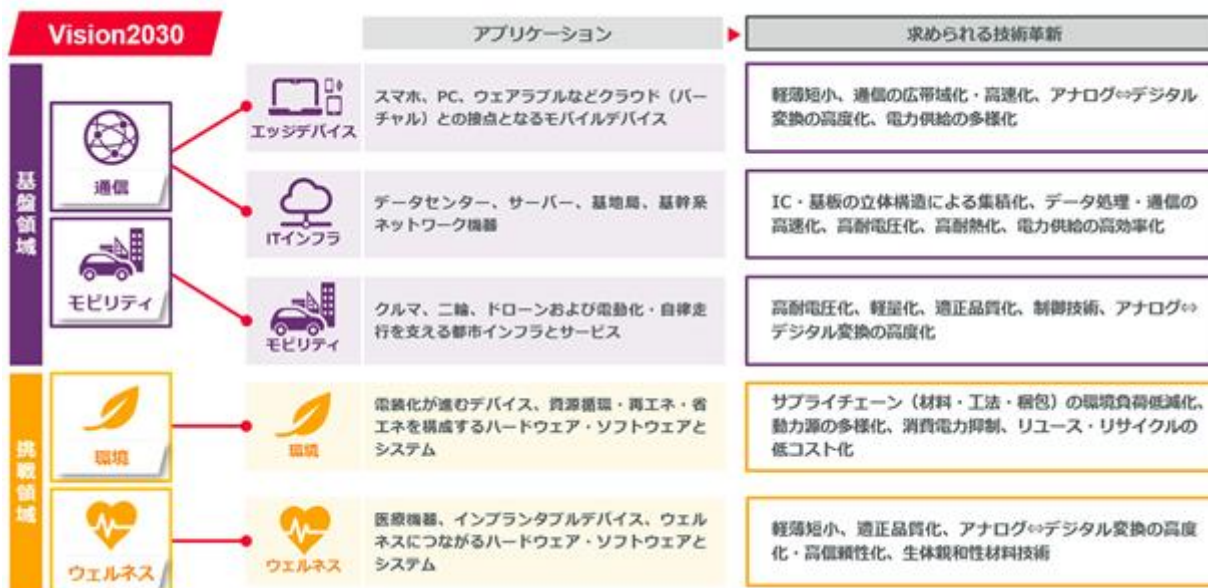 Vision2030
アプリケーション
求められる技術革新
基盤領域
通信
モビリティ
エッジデバイス
スマホ、PC、ウェアラブルなどクラウド（バー
チャル）との接点となるモバイルデバイス
軽薄短小、通信の広帯域化・高速化、アナログ⇔デジタル
変換の高度化、電力供給の多様化
ITインフラ
データセンター、サーバー、基地局、基幹系
ネットワーク機器
IC・基板の立体構造による集積化、データ処理・通信の
高速化、高耐電圧化、高耐熱化、電力供給の高効率化
モビリティ
クルマ、二輪、ドローンおよび電動化・自律走
行を支える都市インフラとサービス
高耐電圧化、軽量化、適正品質化、制御技術、アナログ⇔
デジタル変換の高度化
挑戦領域
環境
環境
電装化が進むデバイス、資源循環・再エネ・省
エネを構成するハードウェア・ソフトウェアと
システム
サプライチェーン（材料・工法・梱包）の環境負荷低減化、
動力源の多様化、消費電力抑制、リユース・リサイクルの
低コスト化
ウェルネス
ウェルネス
医療機器、インプランタブルデバイス、ウェル
ネスにつながるハードウェア・ソフトウェアと
システム
軽薄短小、適正品質化、アナログ⇔デジタル変換の高度
化・高信頼性化、生体親和性材料技術